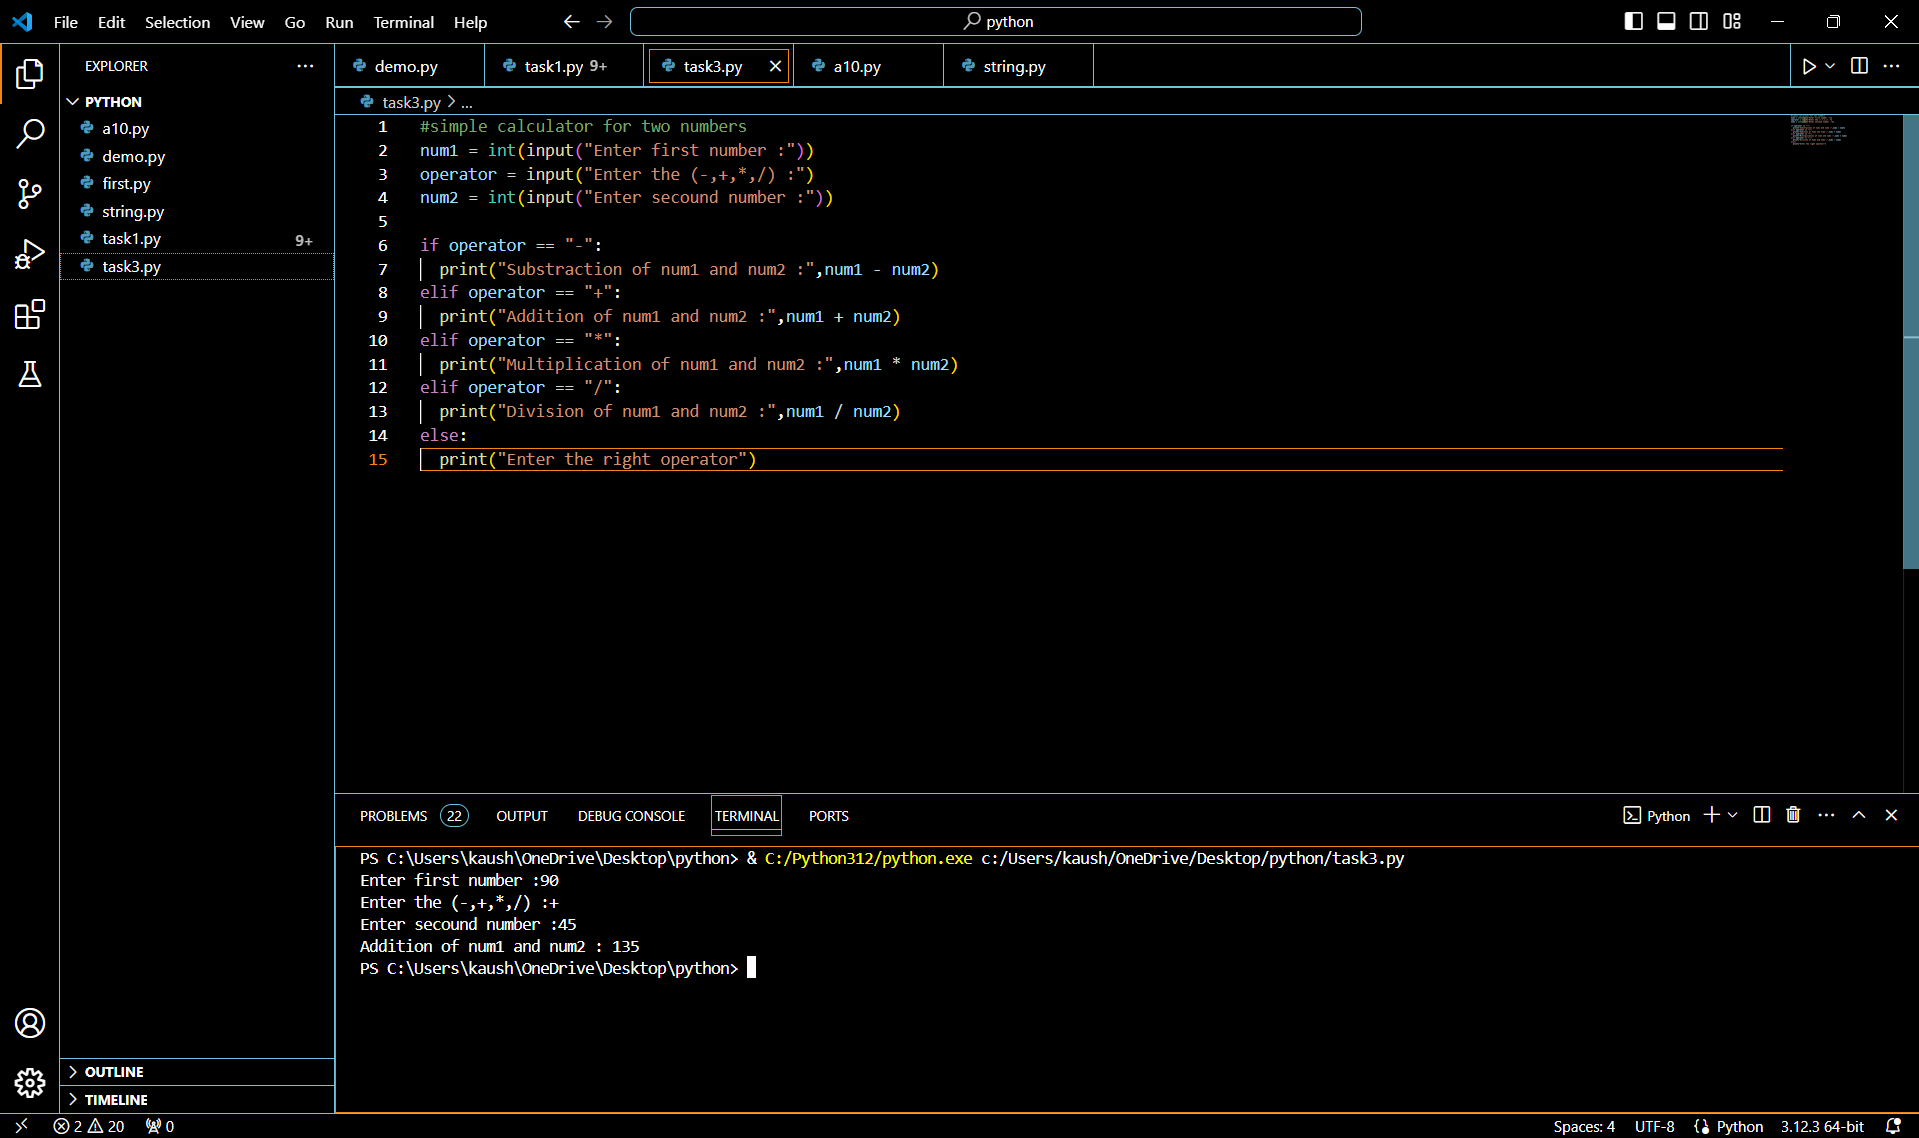 File Edit Selection View Go Run Terminal Help
python
EXPLORER
PYTHON
a10.py
demo.py
first.py
string.py
task1.py 9+
task3.py
OUTLINE
TIMELINE
demo.py task1.py 9+ task3.py a10.py string.py
task3.py > ...
1 #simple calculator for two numbers
2 num1 = int(input("Enter first number :"))
3 operator = input("Enter the (-,+,*,/) :")
4 num2 = int(input("Enter secound number :"))
5
6 if operator == "-":
7 print("Substraction of num1 and num2 :",num1 - num2)
8 elif operator == "+":
9 print("Addition of num1 and num2 :",num1 + num2)
10 elif operator == "*":
11 print("Multiplication of num1 and num2 :",num1 * num2)
12 elif operator == "/":
13 print("Division of num1 and num2 :",num1 / num2)
14 else:
15 print("Enter the right operator")
PROBLEMS 22 OUTPUT DEBUG CONSOLE TERMINAL PORTS
Python
PS C:\Users\kaush\OneDrive\Desktop\python> & C:/Python312/python.exe c:/Users/kaush/OneDrive/Desktop/python/task3.py
Enter first number :90
Enter the (-,+,*,/) :+
Enter secound number :45
Addition of num1 and num2 : 135
PS C:\Users\kaush\OneDrive\Desktop\python>
2 20 0
Spaces: 4 UTF-8 Python 3.12.3 64-bit